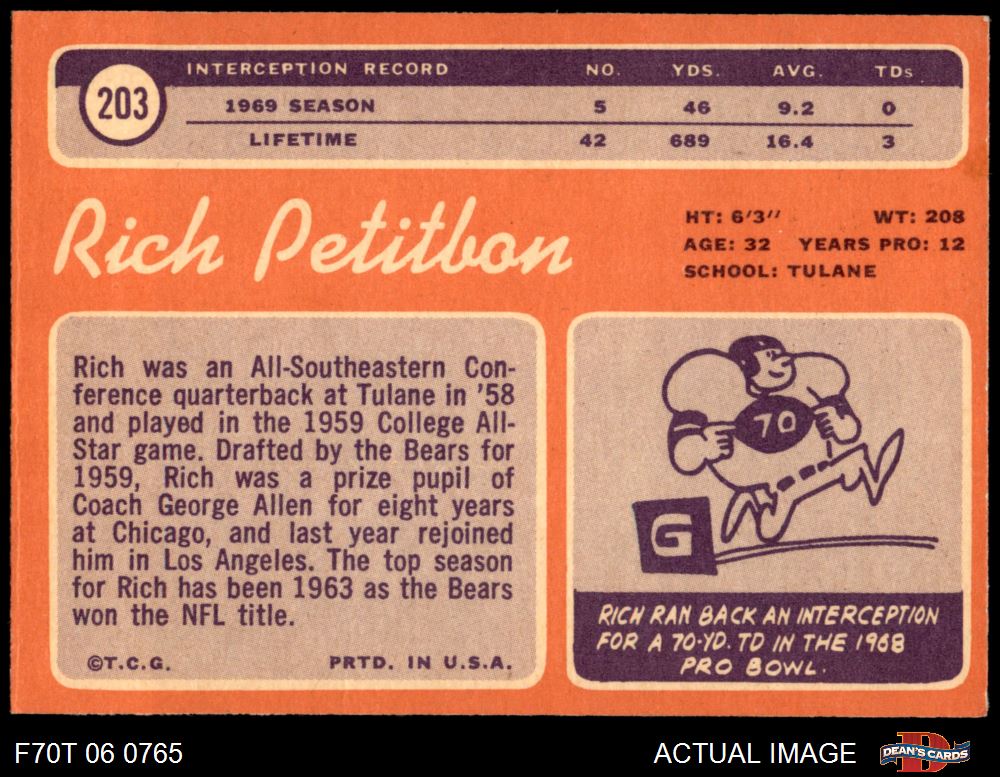 203
INTERCEPTION RECORD NO. YDS. AVG. TDs
1969 SEASON 5 46 9.2 0
LIFETIME 42 689 16.4 3
Rich Petitbon
HT: 6'3" WT: 208
AGE: 32 YEARS PRO: 12
SCHOOL: TULANE
Rich was an All-Southeastern Con-
ference quarterback at Tulane in '58
and played in the 1959 College All-
Star game. Drafted by the Bears for
1959, Rich was a prize pupil of
Coach George Allen for eight years
at Chicago, and last year rejoined
him in Los Angeles. The top season
for Rich has been 1963 as the Bears
won the NFL title.
©T.C.G. PRTD. IN U.S.A.
70
G
RICH RAN BACK AN INTERCEPTION
FOR A 70-YD. TD IN THE 1968
PRO BOWL.
F70T 06 0765 ACTUAL IMAGE D DEAN'S CARDS